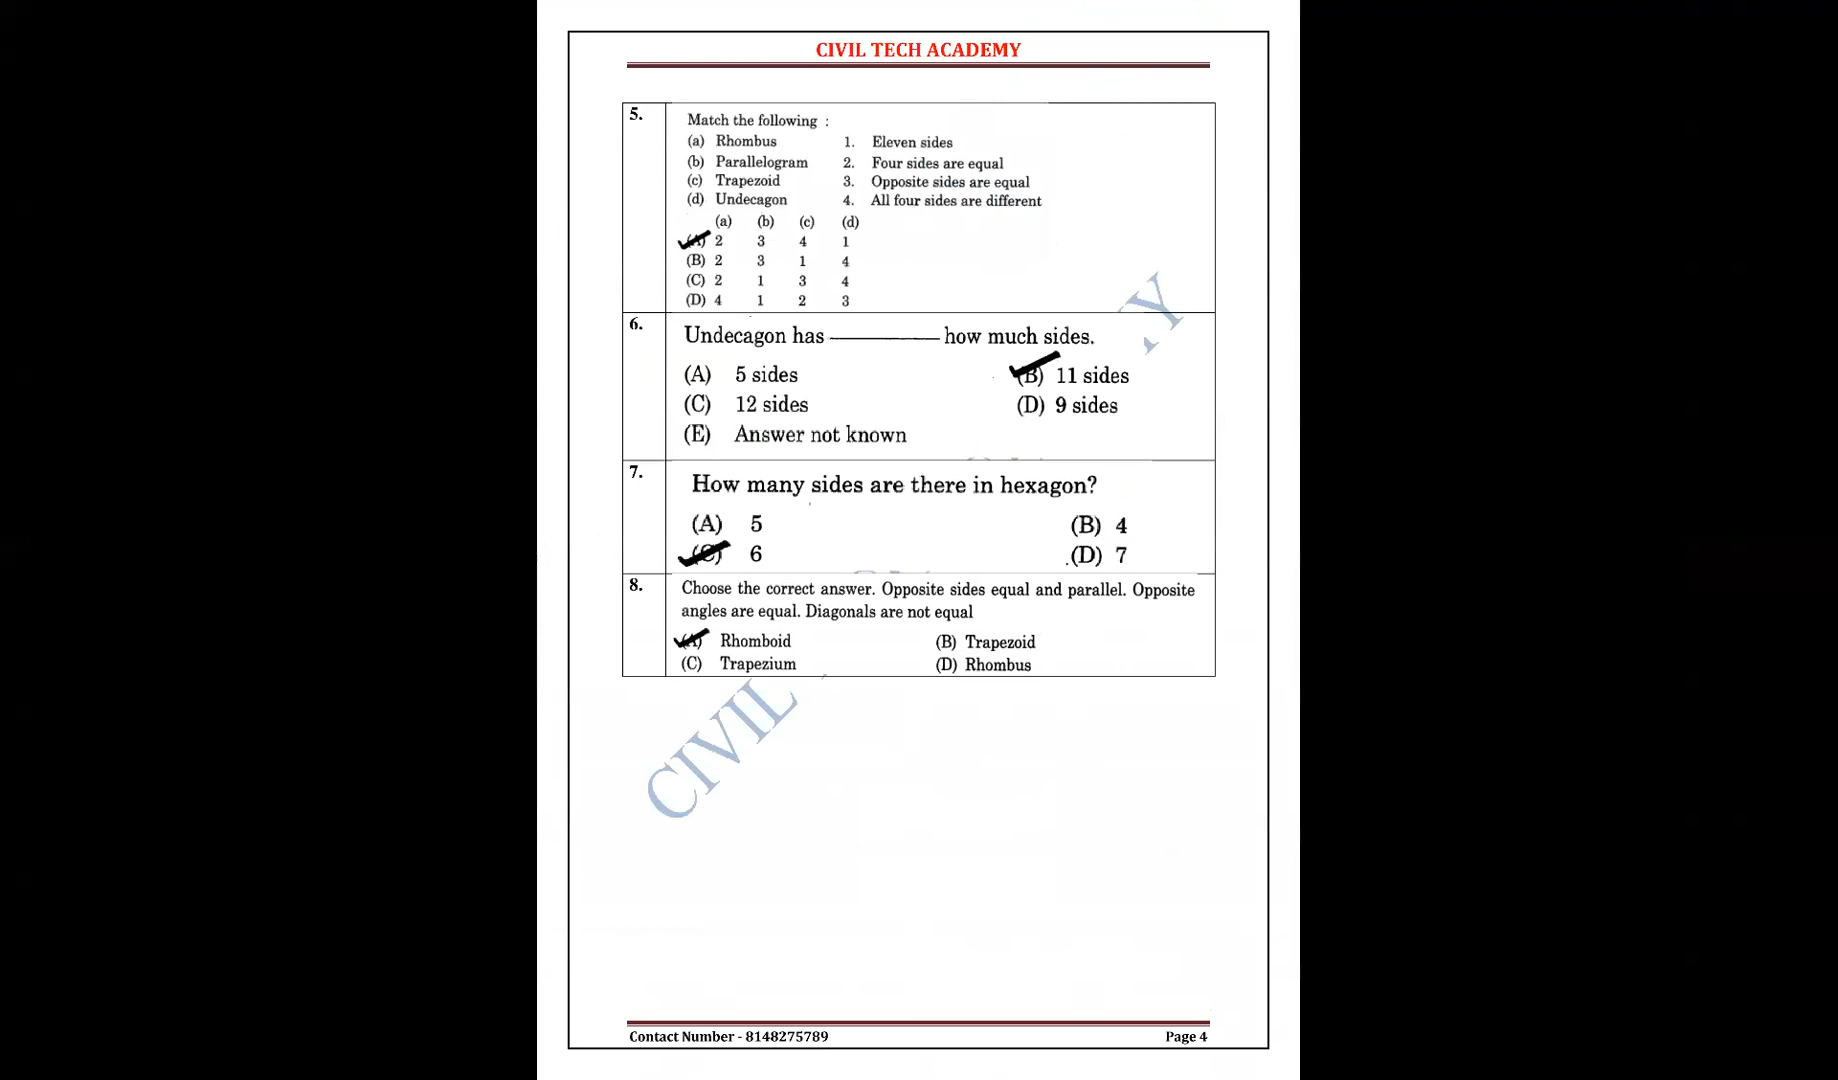 CIVIL TECH ACADEMY
5.
Match the following :
(a) Rhombus 1. Eleven sides
(b) Parallelogram 2. Four sides are equal
(c) Trapezoid 3. Opposite sides are equal
(d) Undecagon 4. All four sides are different
(a) (b) (c) (d)
(A) 2 3 4 1
(B) 2 3 1 4
(C) 2 1 3 4
(D) 4 1 2 3
6.
Undecagon has ———— how much sides.
(A) 5 sides (B) 11 sides
(C) 12 sides (D) 9 sides
(E) Answer not known
7.
How many sides are there in hexagon?
(A) 5 (B) 4
(C) 6 (D) 7
8.
Choose the correct answer. Opposite sides equal and parallel. Opposite
angles are equal. Diagonals are not equal
(A) Rhomboid (B) Trapezoid
(C) Trapezium (D) Rhombus
CIVIL
Y
Contact Number - 8148275789 Page 4